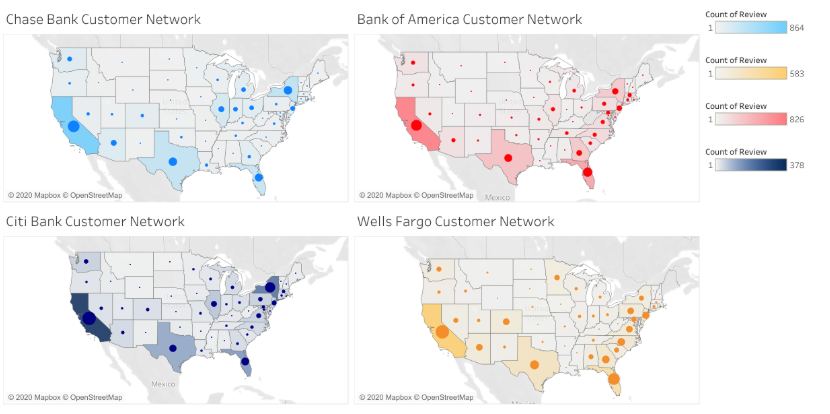 Chase Bank Customer Network
Bank of America Customer Network
Count of Review
1 864
Count of Review
1 583
Count of Review
1 826
Count of Review
1 378
© 2020 Mapbox © OpenStreetMap
Mexico
© 2020 Mapbox © OpenStreetMap
Citi Bank Customer Network
Wells Fargo Customer Network
Mexico
© 2020 Mapbox © OpenStreetMap
Mexico
© 2020 Mapbox © OpenStreetMap